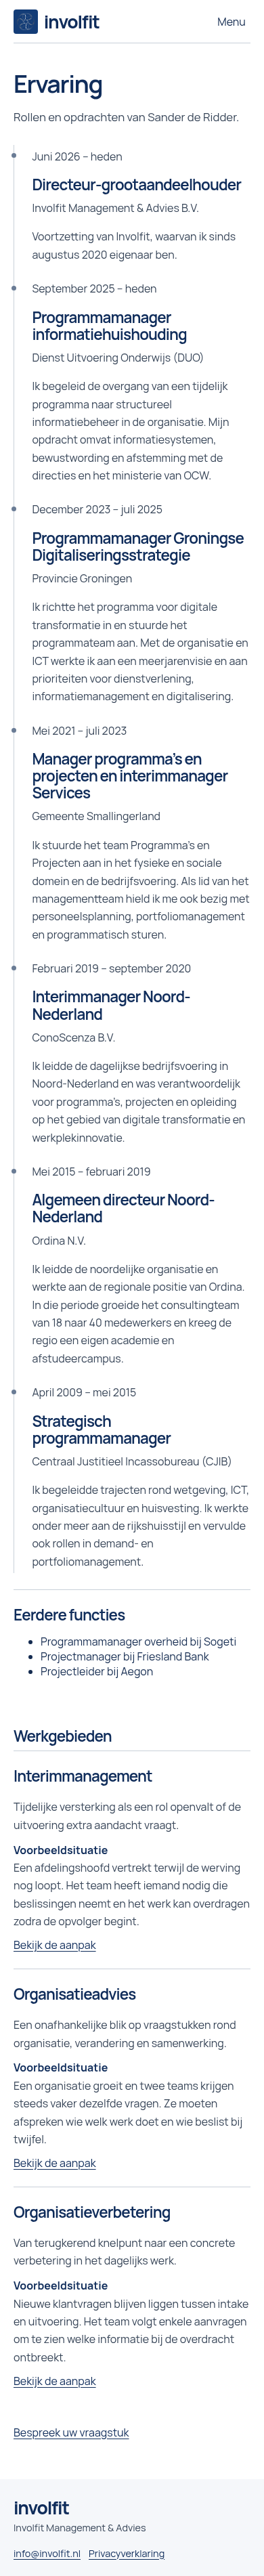 involfit
Menu
Ervaring
Rollen en opdrachten van Sander de Ridder.
Juni 2026 – heden
Directeur-grootaandeelhouder
Involfit Management & Advies B.V.
Voortzetting van Involfit, waarvan ik sinds
augustus 2020 eigenaar ben.
September 2025 – heden
Programmamanager
informatiehuishouding
Dienst Uitvoering Onderwijs (DUO)
Ik begeleid de overgang van een tijdelijk
programma naar structureel
informatiebeheer in de organisatie. Mijn
opdracht omvat informatiesystemen,
bewustwording en afstemming met de
directies en het ministerie van OCW.
December 2023 – juli 2025
Programmamanager Groningse
Digitaliseringsstrategie
Provincie Groningen
Ik richtte het programma voor digitale
transformatie in en stuurde het
programmateam aan. Met de organisatie en
ICT werkte ik aan een meerjarenvisie en aan
prioriteiten voor dienstverlening,
informatiemanagement en digitalisering.
Mei 2021 – juli 2023
Manager programma's en
projecten en interimmanager
Services
Gemeente Smallingerland
Ik stuurde het team Programma's en
Projecten aan in het fysieke en sociale
domein en de bedrijfsvoering. Als lid van het
managementteam hield ik me ook bezig met
personeelsplanning, portfoliomanagement
en programmatisch sturen.
Februari 2019 – september 2020
Interimmanager Noord-
Nederland
ConoScenza B.V.
Ik leidde de dagelijkse bedrijfsvoering in
Noord-Nederland en was verantwoordelijk
voor programma's, projecten en opleiding
op het gebied van digitale transformatie en
werkplekinnovatie.
Mei 2015 – februari 2019
Algemeen directeur Noord-
Nederland
Ordina N.V.
Ik leidde de noordelijke organisatie en
werkte aan de regionale positie van Ordina.
In die periode groeide het consultingteam
van 18 naar 40 medewerkers en kreeg de
regio een eigen academie en
afstudeercampus.
April 2009 – mei 2015
Strategisch
programmamanager
Centraal Justitieel Incassobureau (CJIB)
Ik begeleidde trajecten rond wetgeving, ICT,
organisatiecultuur en huisvesting. Ik werkte
onder meer aan de rijkshuisstijl en vervulde
ook rollen in demand- en
portfoliomanagement.
Eerdere functies
Programmamanager overheid bij Sogeti
Projectmanager bij Friesland Bank
Projectleider bij Aegon
Werkgebieden
Interimmanagement
Tijdelijke versterking als een rol openvalt of de
uitvoering extra aandacht vraagt.
Voorbeeldsituatie
Een afdelingshoofd vertrekt terwijl de werving
nog loopt. Het team heeft iemand nodig die
beslissingen neemt en het werk kan overdragen
zodra de opvolger begint.
Bekijk de aanpak
Organisatieadvies
Een onafhankelijke blik op vraagstukken rond
organisatie, verandering en samenwerking.
Voorbeeldsituatie
Een organisatie groeit en twee teams krijgen
steeds vaker dezelfde vragen. Ze moeten
afspreken wie welk werk doet en wie beslist bij
twijfel.
Bekijk de aanpak
Organisatieverbetering
Van terugkerend knelpunt naar een concrete
verbetering in het dagelijks werk.
Voorbeeldsituatie
Nieuwe klantvragen blijven liggen tussen intake
en uitvoering. Het team volgt enkele aanvragen
om te zien welke informatie bij de overdracht
ontbreekt.
Bekijk de aanpak
Bespreek uw vraagstuk
involfit
Involfit Management & Advies
info@involfit.nl Privacyverklaring